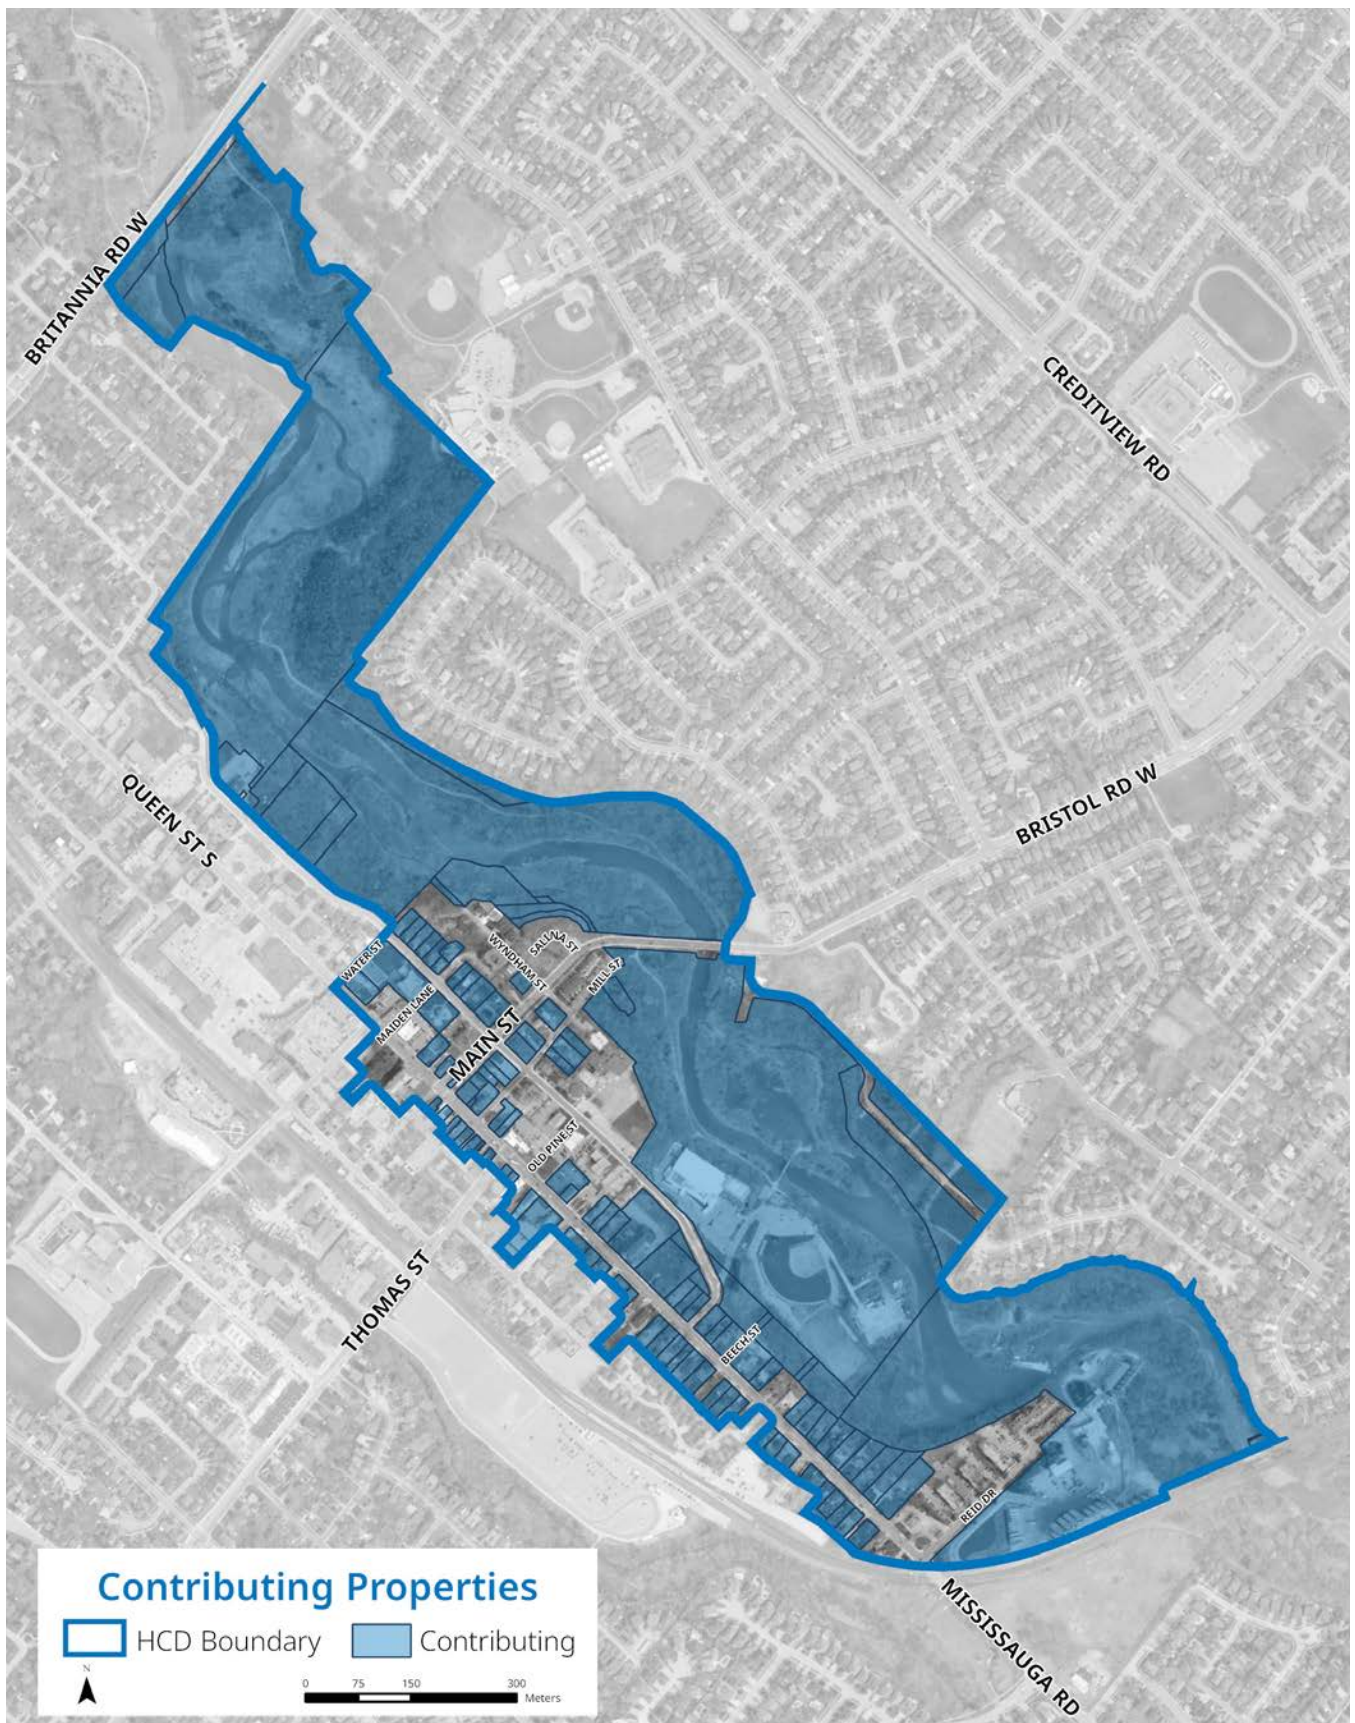 BRITANNIA RD W
CREDITVIEW RD
QUEEN ST S
BRISTOL RD W
WATER ST
WYNDHAM ST
SALINA ST
MILL ST
MAIDEN LANE
MAIN ST
OLD PINE ST
THOMAS ST
BEECH ST
REID DR
MISSISSAUGA RD
Contributing Properties
HCD Boundary
Contributing
N
0 75 150 300
Meters